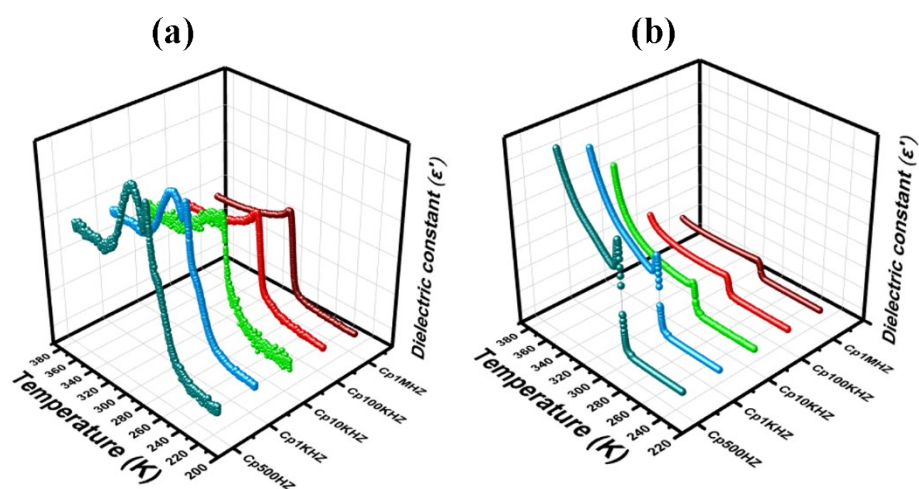 (a)
Dielectric constant (ε')
380
360
340
320
300
280
260
240
220
200
Temperature (K)
Cp1MHZ
Cp100KHZ
Cp10KHZ
Cp1KHZ
Cp500HZ
(b)
Dielectric constant (ε')
380
360
340
320
300
280
260
240
220
Temperature (K)
Cp1MHZ
Cp100KHZ
Cp10KHZ
Cp1KHZ
Cp500HZ